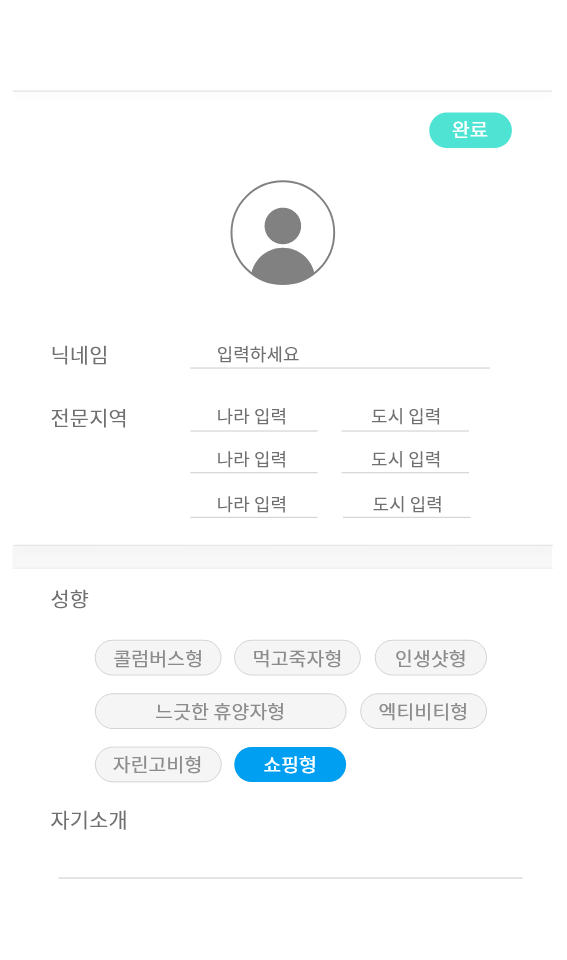 완료
닉네임 입력하세요
전문지역 나라 입력 도시 입력
나라 입력 도시 입력
나라 입력 도시 입력
성향
콜럼버스형 먹고죽자형 인생샷형
느긋한 휴양자형 엑티비티형
자린고비형 쇼핑형
자기소개